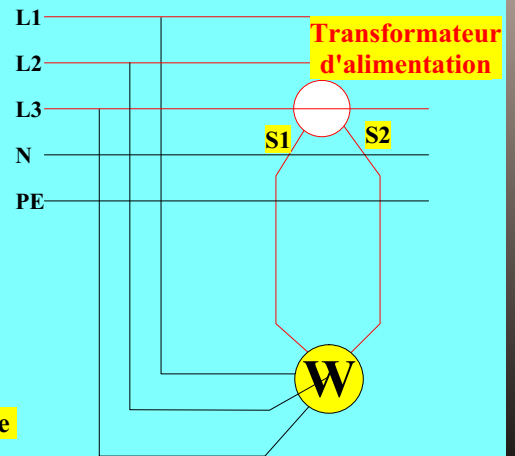 L1
Transformateur
d'alimentation
L2
L3
S1 S2
N
PE
W
e